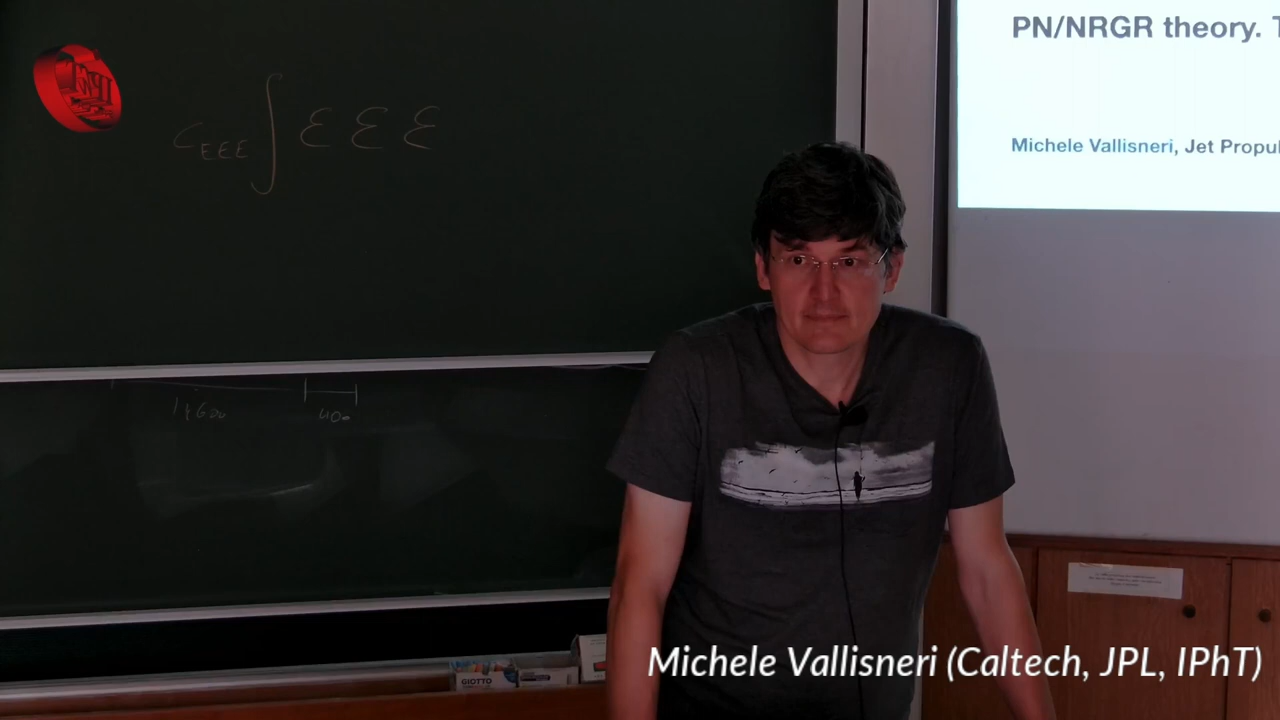 PN/NRGR theory. T
Michele Vallisneri, Jet Propul
C_EEE ∫ ℰ ℰ ℰ
400
GIOTTO
Michele Vallisneri (Caltech, JPL, IPhT)